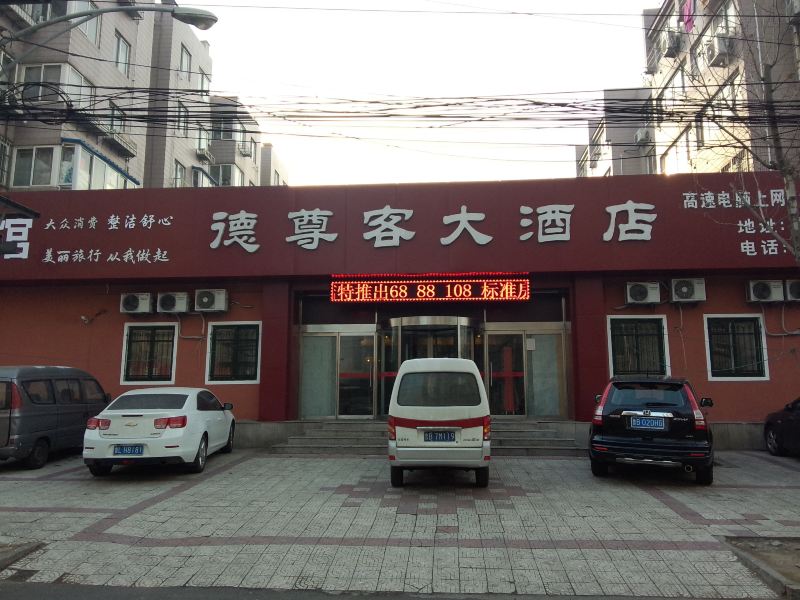 大众消费 整洁舒心
美丽旅行 从我做起
德尊客大酒店
高速电脑上网
地址:
电话:
特推出68 88 108 标准